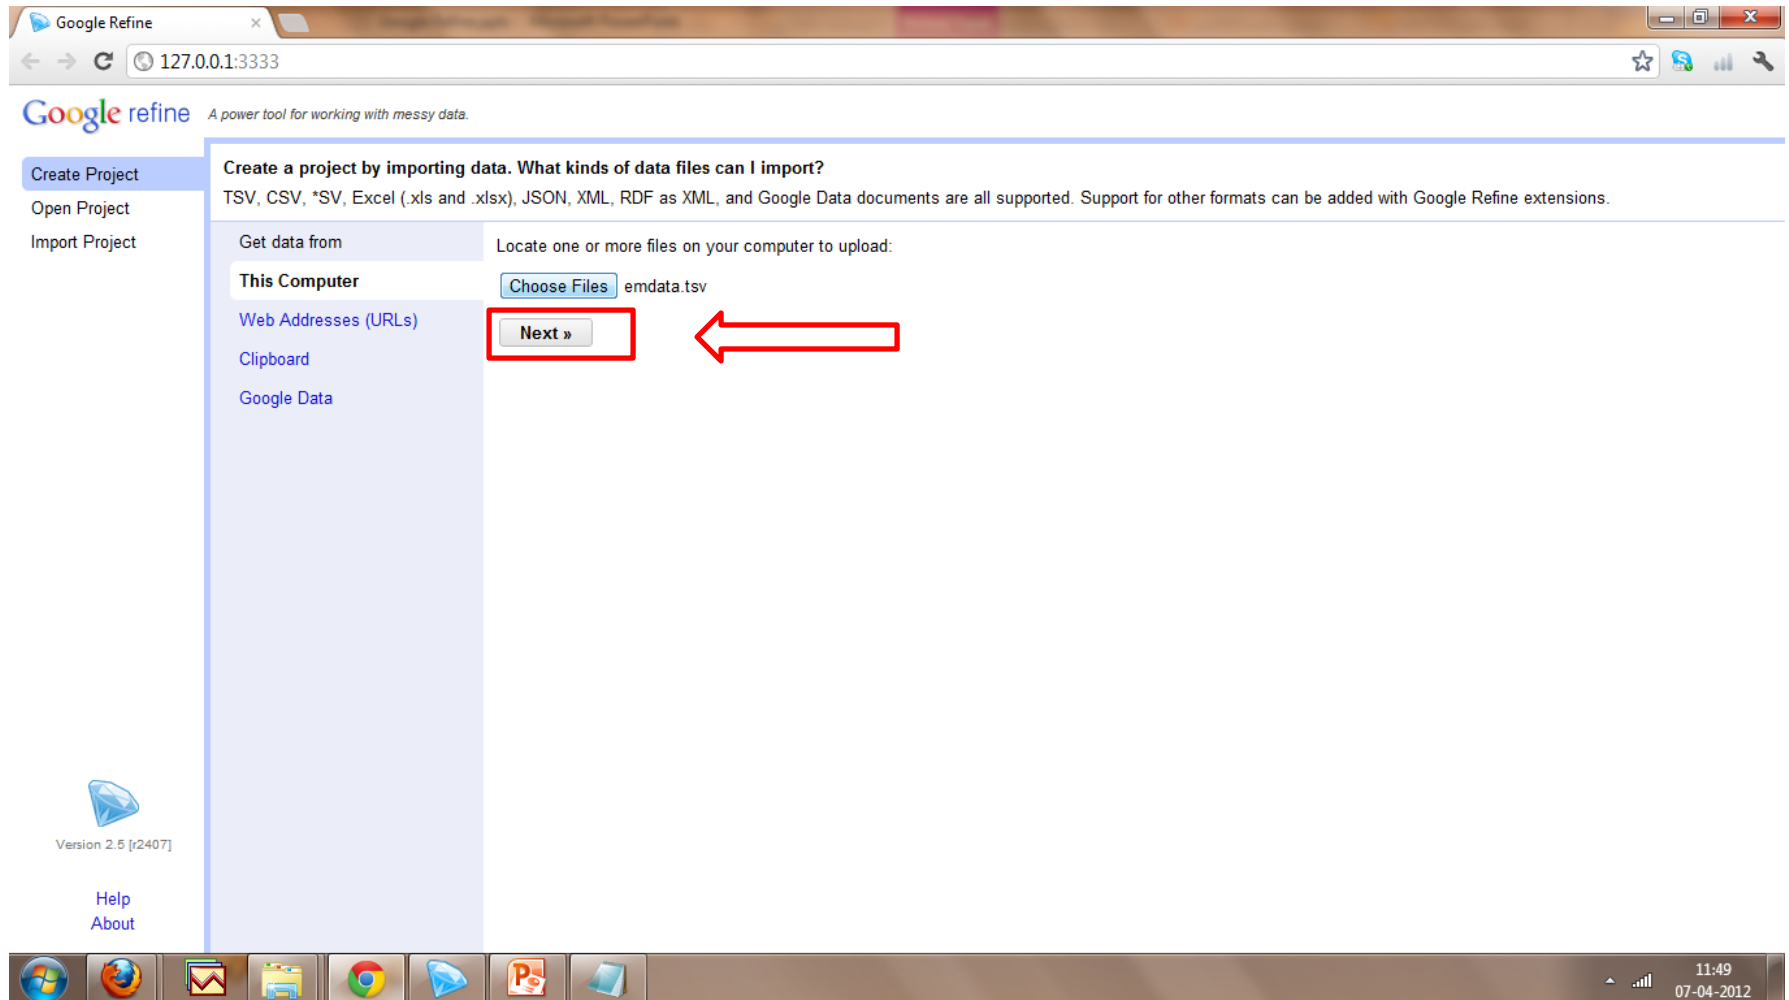 Google Refine
127.0.0.1:3333
Google refine A power tool for working with messy data.
Create Project
Open Project
Import Project
Create a project by importing data. What kinds of data files can I import?
TSV, CSV, *SV, Excel (.xls and .xlsx), JSON, XML, RDF as XML, and Google Data documents are all supported. Support for other formats can be added with Google Refine extensions.
Get data from
This Computer
Web Addresses (URLs)
Clipboard
Google Data
Locate one or more files on your computer to upload:
Choose Files emdata.tsv
Next »
Version 2.5 [r2407]
Help
About
11:49
07-04-2012